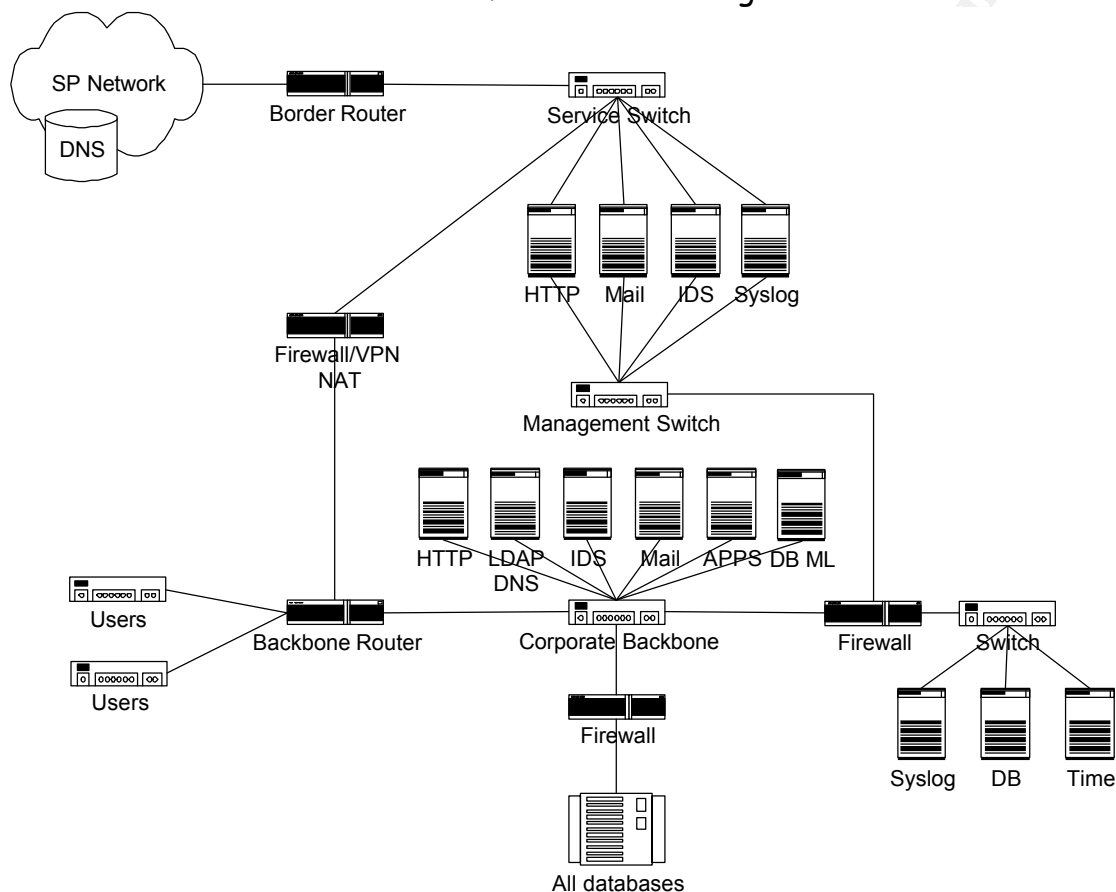 SP Network
DNS
Border Router
Service Switch
HTTP
Mail
IDS
Syslog
Firewall/VPN
NAT
Management Switch
HTTP
LDAP
DNS
IDS
Mail
APPS
DB ML
Users
Users
Backbone Router
Corporate Backbone
Firewall
Switch
Firewall
Syslog
DB
Time
All databases